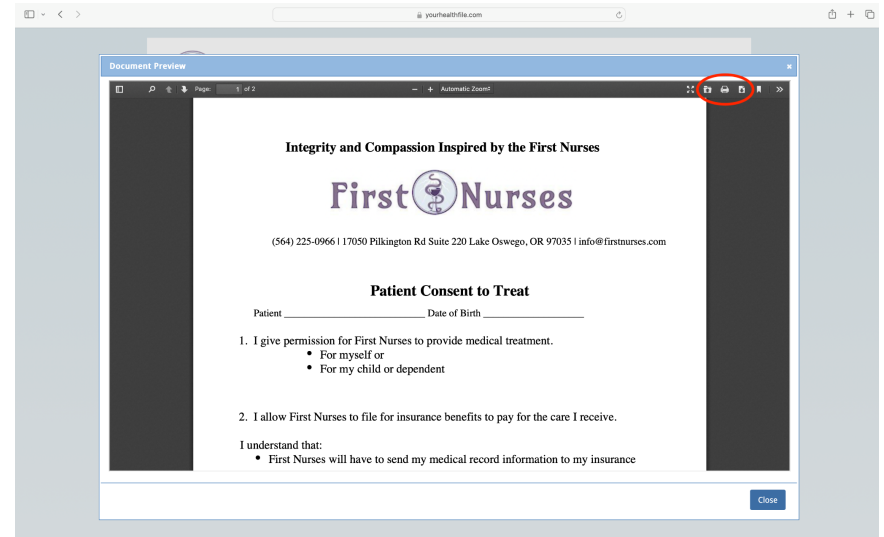 yourhealthfile.com
Document Preview
Page: 1 of 2
Automatic Zoom
Integrity and Compassion Inspired by the First Nurses
First Nurses
(564) 225-0966 | 17050 Pilkington Rd Suite 220 Lake Oswego, OR 97035 | info@firstnurses.com
Patient Consent to Treat
Patient ____________________________ Date of Birth ____________________
1. I give permission for First Nurses to provide medical treatment.
• For myself or
• For my child or dependent
2. I allow First Nurses to file for insurance benefits to pay for the care I receive.
I understand that:
• First Nurses will have to send my medical record information to my insurance
Close